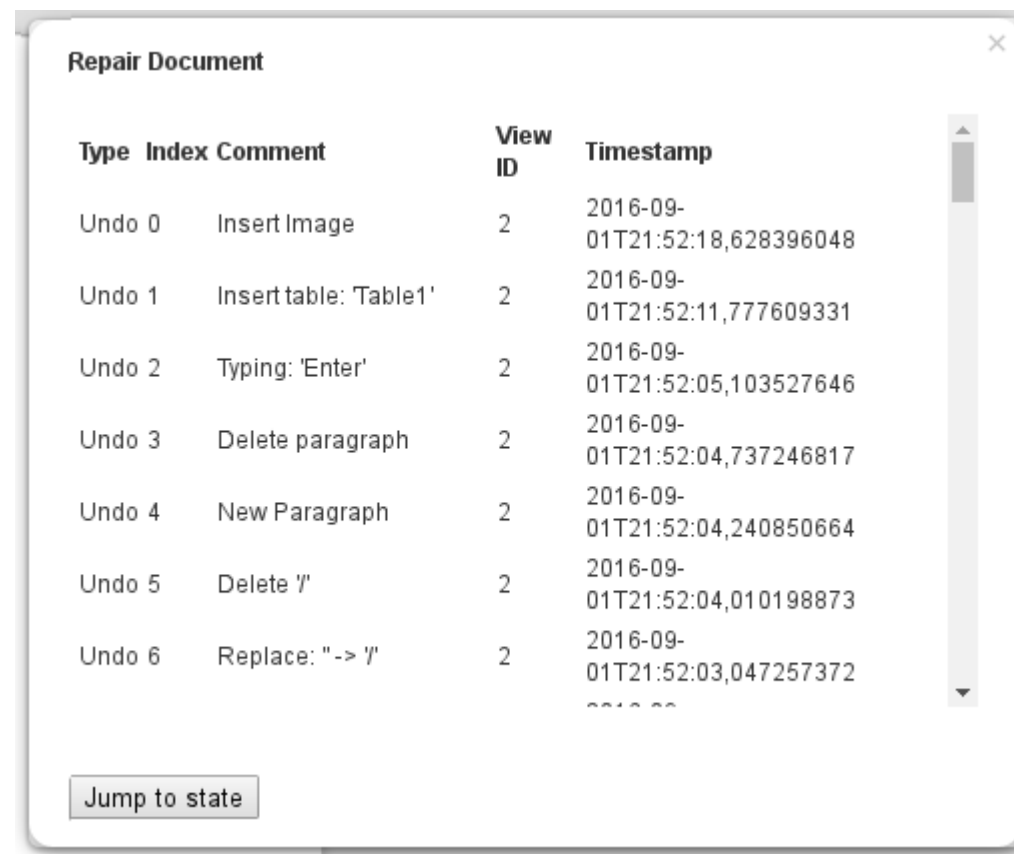 ×
Repair Document
Type Index Comment View ID Timestamp
Undo 0 Insert Image 2 2016-09-
01T21:52:18,628396048
Undo 1 Insert table: 'Table1' 2 2016-09-
01T21:52:11,777609331
Undo 2 Typing: 'Enter' 2 2016-09-
01T21:52:05,103527646
Undo 3 Delete paragraph 2 2016-09-
01T21:52:04,737246817
Undo 4 New Paragraph 2 2016-09-
01T21:52:04,240850664
Undo 5 Delete '/' 2 2016-09-
01T21:52:04,010198873
Undo 6 Replace: '' -> '/' 2 2016-09-
01T21:52:03,047257372
Jump to state